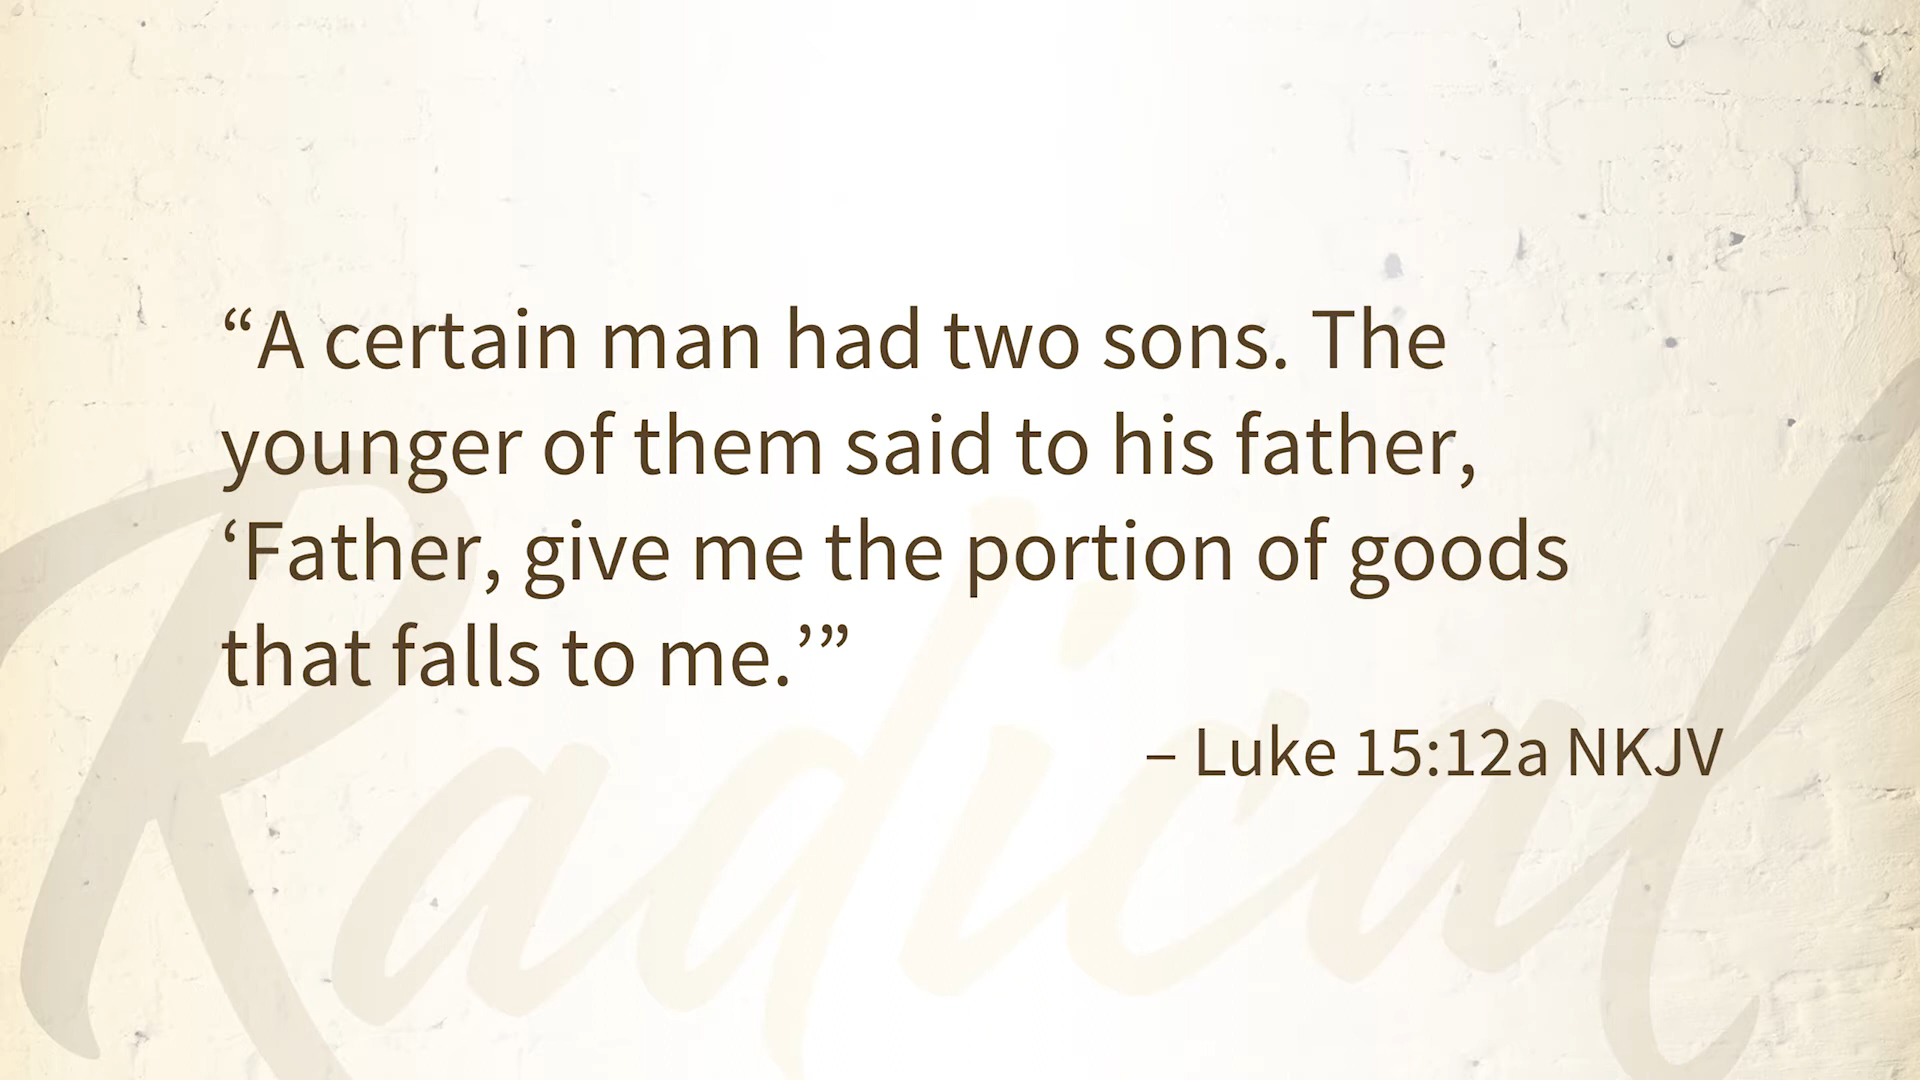 “A certain man had two sons. The
younger of them said to his father,
‘Father, give me the portion of goods
that falls to me.’”
– Luke 15:12a NKJV
Radical